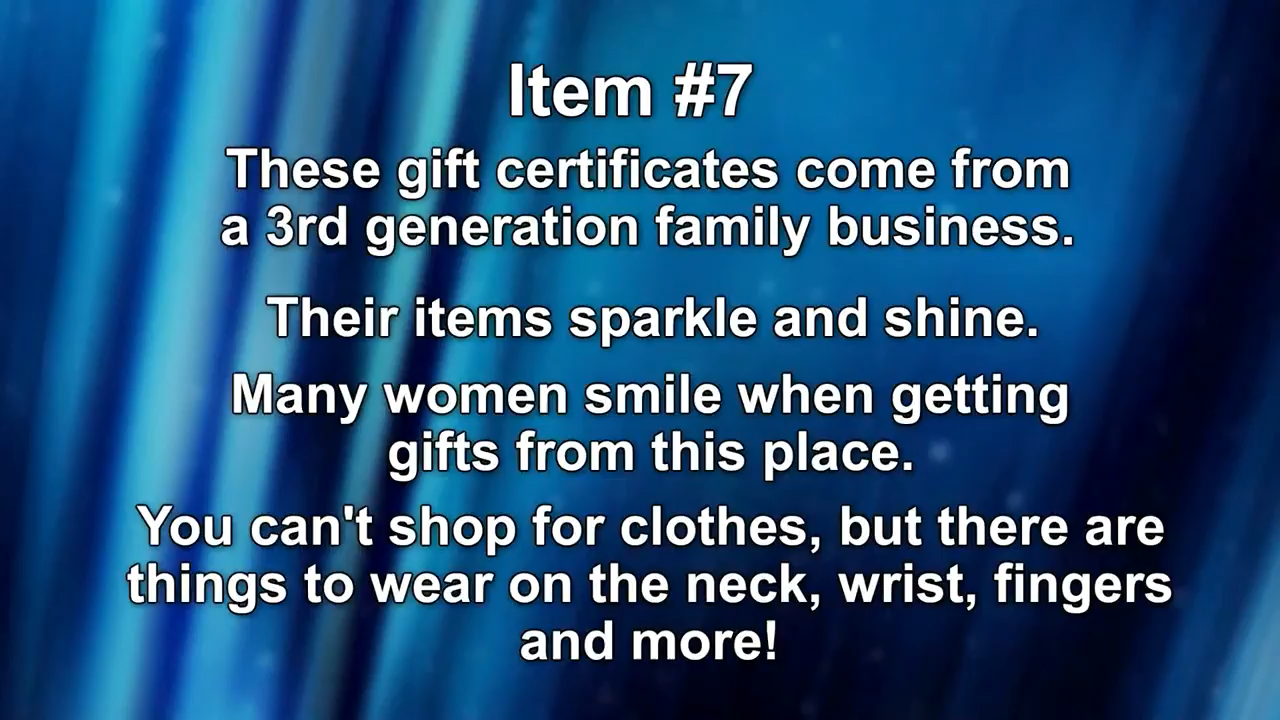 Item #7
These gift certificates come from
a 3rd generation family business.
Their items sparkle and shine.
Many women smile when getting
gifts from this place.
You can't shop for clothes, but there are
things to wear on the neck, wrist, fingers
and more!